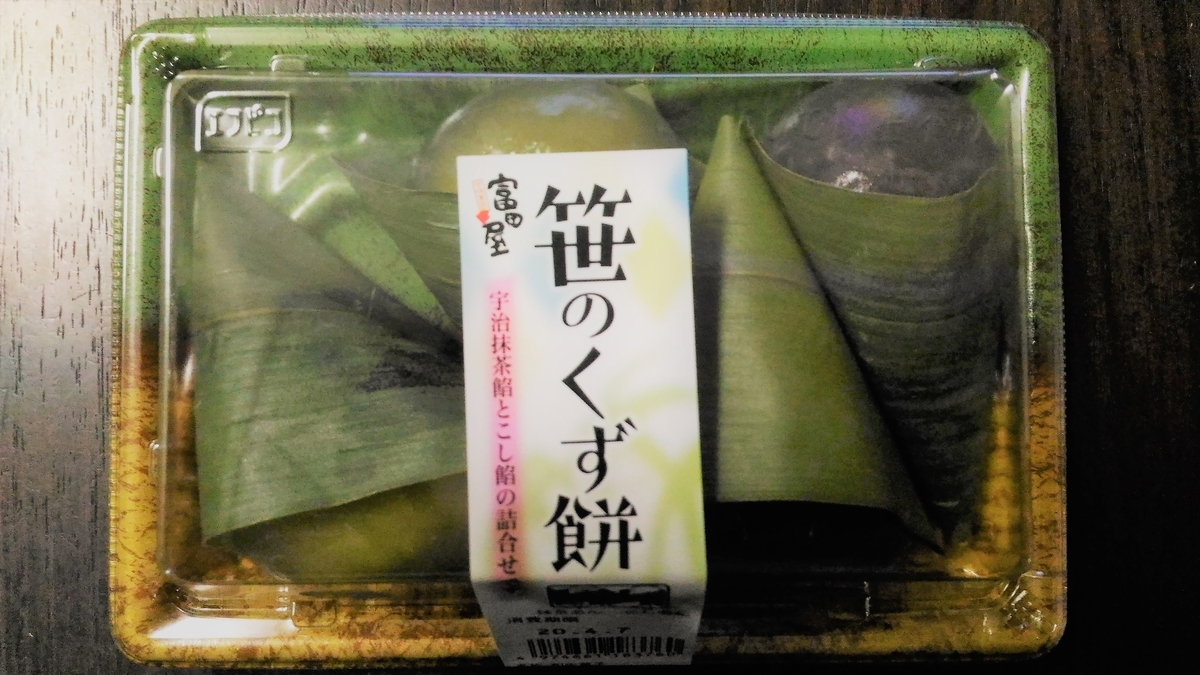 エフピコ
富田屋
笹のくず餅
宇治抹茶餡とこし餡の詰合せ
消費期限
20.4.7